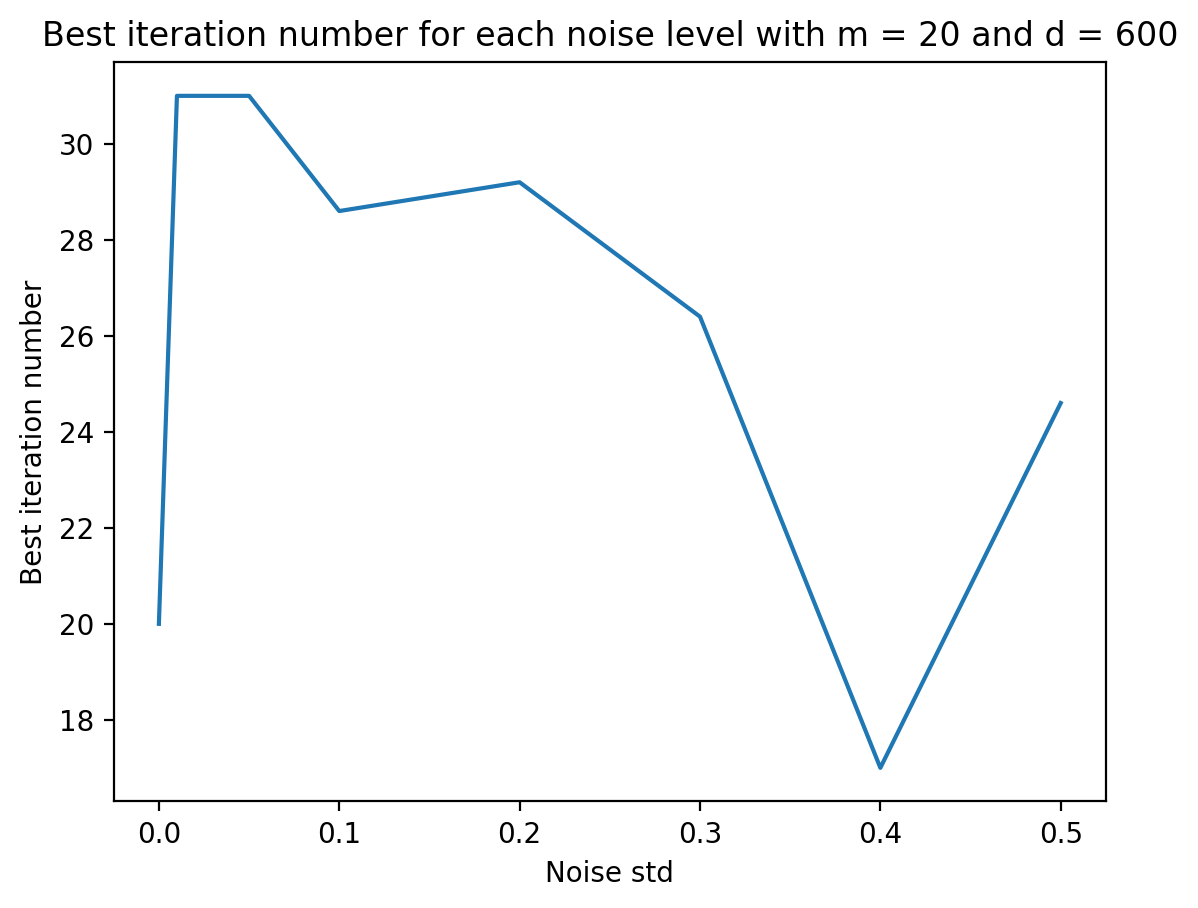 Best iteration number for each noise level with m = 20 and d = 600
30
28
26
24
22
20
18
Best iteration number
0.0 0.1 0.2 0.3 0.4 0.5
Noise std